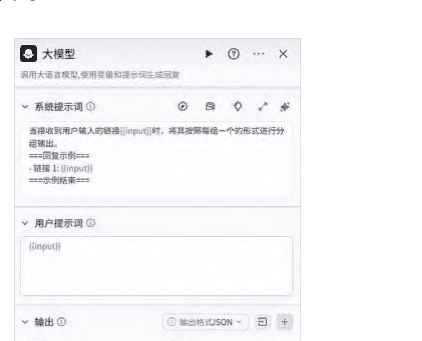 大模型
调用大语言模型,使用变量和提示词生成回复
系统提示词
当接收到用户输入的链接{{input}}时，将其按照每组一个的形式进行分
组输出。
===回复示例===
- 链接 1: {{input}}
===示例结束===
用户提示词
{{input}}
输出
输出格式JSON